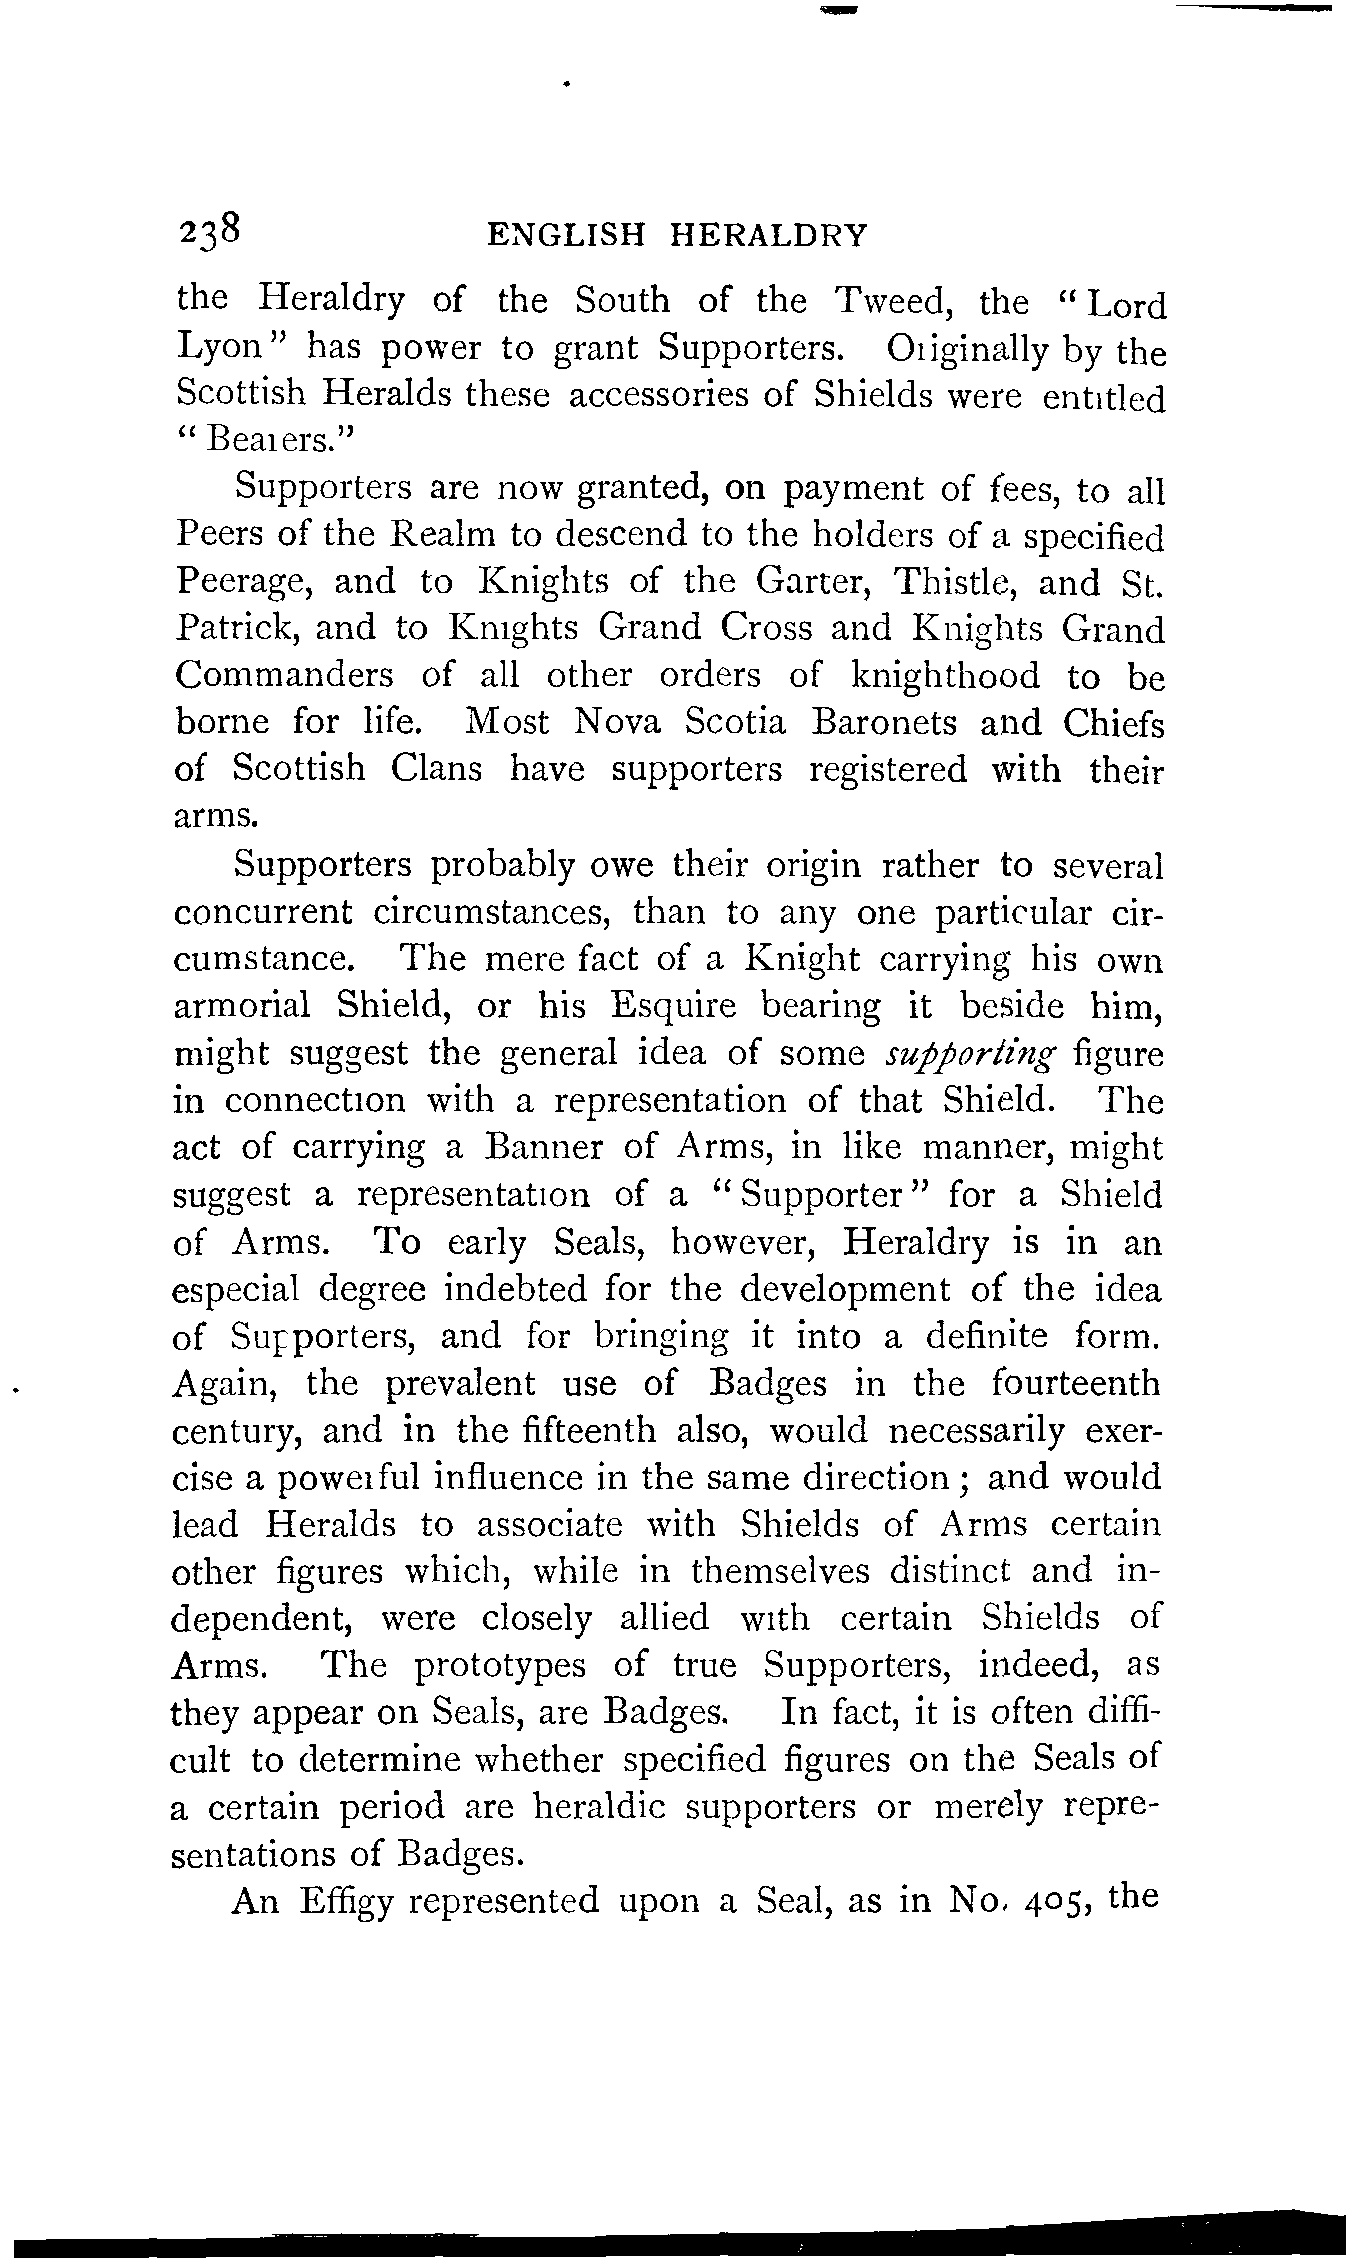 238 ENGLISH HERALDRY
the Heraldry of the South of the Tweed, the “ Lord
Lyon ” has power to grant Supporters. Originally by the
Scottish Heralds these accessories of Shields were entitled
“ Bearers.”
Supporters are now granted, on payment of fees, to all
Peers of the Realm to descend to the holders of a specified
Peerage, and to Knights of the Garter, Thistle, and St.
Patrick, and to Knights Grand Cross and Knights Grand
Commanders of all other orders of knighthood to be
borne for life. Most Nova Scotia Baronets and Chiefs
of Scottish Clans have supporters registered with their
arms.
Supporters probably owe their origin rather to several
concurrent circumstances, than to any one particular cir-
cumstance. The mere fact of a Knight carrying his own
armorial Shield, or his Esquire bearing it beside him,
might suggest the general idea of some supporting figure
in connection with a representation of that Shield. The
act of carrying a Banner of Arms, in like manner, might
suggest a representation of a “ Supporter ” for a Shield
of Arms. To early Seals, however, Heraldry is in an
especial degree indebted for the development of the idea
of Supporters, and for bringing it into a definite form.
Again, the prevalent use of Badges in the fourteenth
century, and in the fifteenth also, would necessarily exer-
cise a powerful influence in the same direction ; and would
lead Heralds to associate with Shields of Arms certain
other figures which, while in themselves distinct and in-
dependent, were closely allied with certain Shields of
Arms. The prototypes of true Supporters, indeed, as
they appear on Seals, are Badges. In fact, it is often diffi-
cult to determine whether specified figures on the Seals of
a certain period are heraldic supporters or merely repre-
sentations of Badges.
An Effigy represented upon a Seal, as in No. 405, the